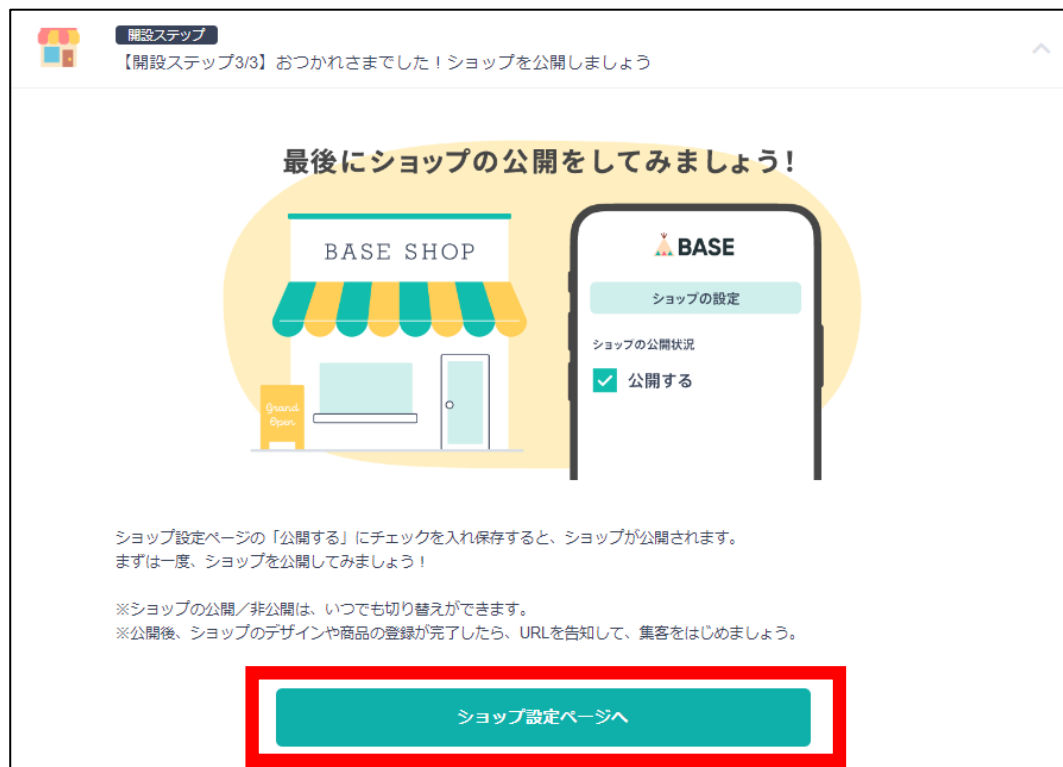 開設ステップ
【開設ステップ3/3】おつかれさまでした！ショップを公開しましょう
最後にショップの公開をしてみましょう！
BASE SHOP
Grand
Open
BASE
ショップの設定
ショップの公開状況
公開する
ショップ設定ページの「公開する」にチェックを入れ保存すると、ショップが公開されます。
まずは一度、ショップを公開してみましょう！
※ショップの公開／非公開は、いつでも切り替えができます。
※公開後、ショップのデザインや商品の登録が完了したら、URLを告知して、集客をはじめましょう。
ショップ設定ページへ